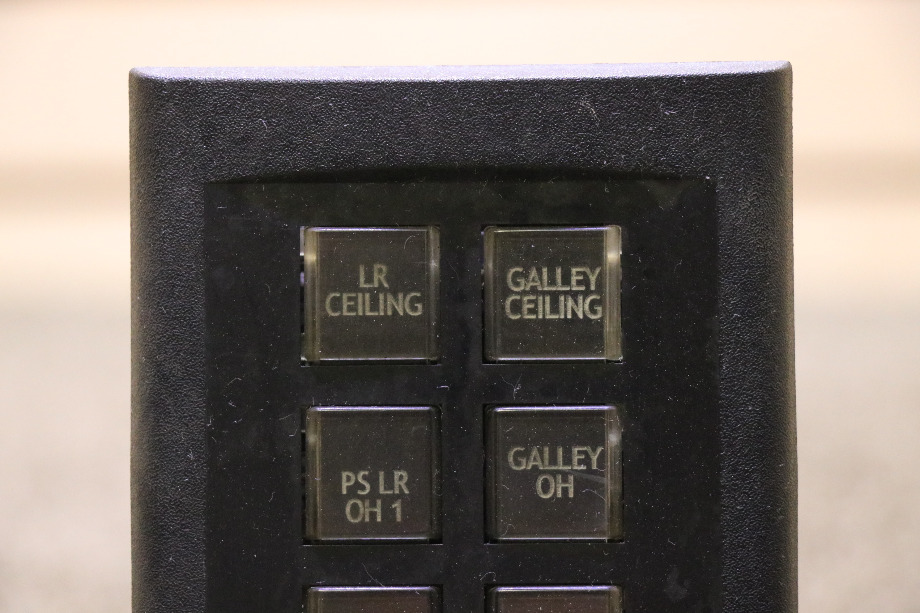 LR
CEILING
GALLEY
CEILING
PS LR
OH 1
GALLEY
OH